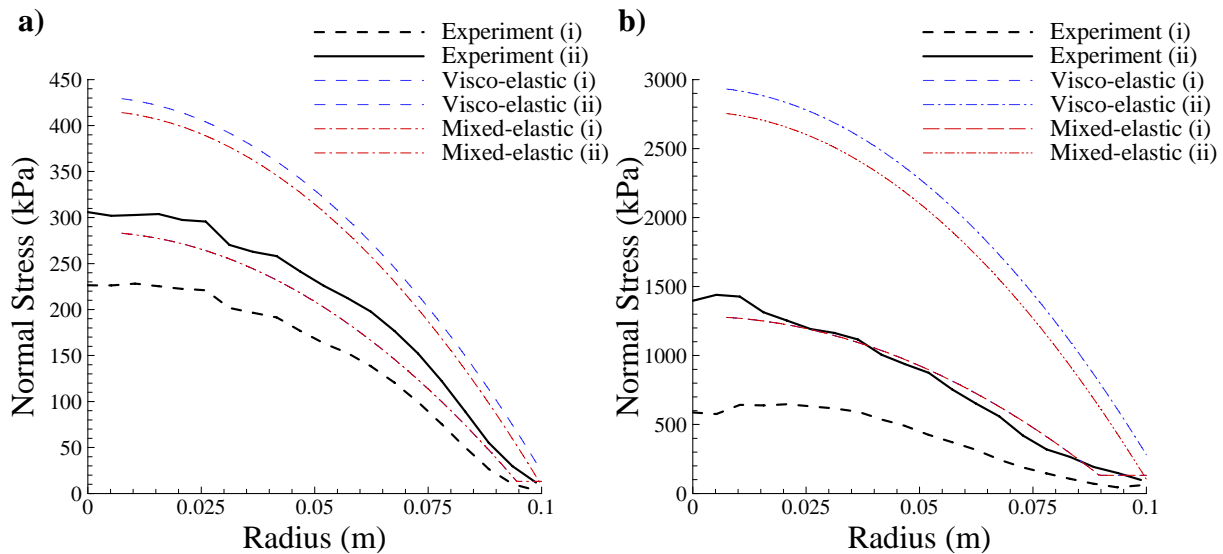 a)
Experiment (i)
Experiment (ii)
Visco-elastic (i)
Visco-elastic (ii)
Mixed-elastic (i)
Mixed-elastic (ii)
Normal Stress (kPa)
450
400
350
300
250
200
150
100
50
0
0 0.025 0.05 0.075 0.1
Radius (m)
b)
Experiment (i)
Experiment (ii)
Visco-elastic (i)
Visco-elastic (ii)
Mixed-elastic (i)
Mixed-elastic (ii)
Normal Stress (kPa)
3000
2500
2000
1500
1000
500
0
0 0.025 0.05 0.075 0.1
Radius (m)